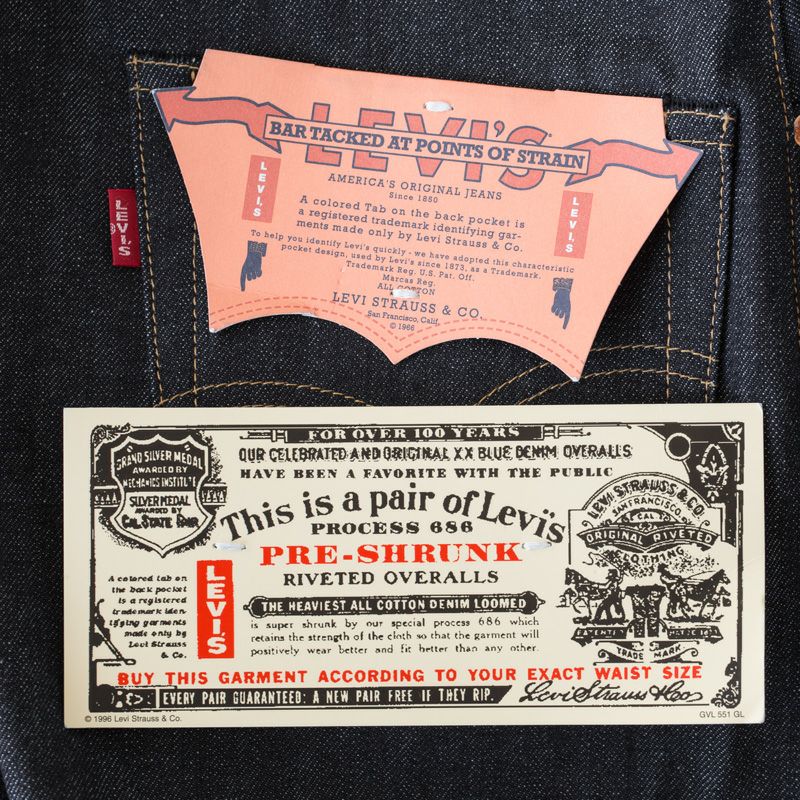 LEVI'S®
BAR TACKED AT POINTS OF STRAIN
AMERICA'S ORIGINAL JEANS
Since 1850
LEVI'S
LEVI'S
LEVI'S
A colored Tab on the back pocket is
a registered trademark identifying gar-
ments made only by Levi Strauss & Co.
To help you identify Levi's quickly - we have adopted this characteristic
pocket design, used by Levi's since 1873, as a Trademark.
Trademark Reg. U.S. Pat. Off.
Marcas Reg.
ALL COTTON
LEVI STRAUSS & CO.
San Francisco, Calif.
© 1966
FOR OVER 100 YEARS
OUR CELEBRATED AND ORIGINAL XX BLUE DENIM OVERALLS
HAVE BEEN A FAVORITE WITH THE PUBLIC
GRAND SILVER MEDAL
AWARDED BY
MECHANICS INSTITUTE
SILVER MEDAL
AWARDED BY
CAL STATE FAIR
This is a pair of Levi's
PROCESS 686
PRE-SHRUNK
RIVETED OVERALLS
LEVI STRAUSS & CO.
SAN FRANCISCO,
CAL.
ORIGINAL RIVETED
CLOTHING
TRADE MARK
A colored tab on
the back pocket
is a registered
trademark iden-
tifying garments
made only by
Levi Strauss
& Co.
LEVI'S
THE HEAVIEST ALL COTTON DENIM LOOMED
is super shrunk by our special process 686 which
retains the strength of the cloth so that the garment will
positively wear better and fit better than any other.
BUY THIS GARMENT ACCORDING TO YOUR EXACT WAIST SIZE
EVERY PAIR GUARANTEED: A NEW PAIR FREE IF THEY RIP.
Levi Strauss & Co.
© 1996 Levi Strauss & Co.
GVL 551 GL